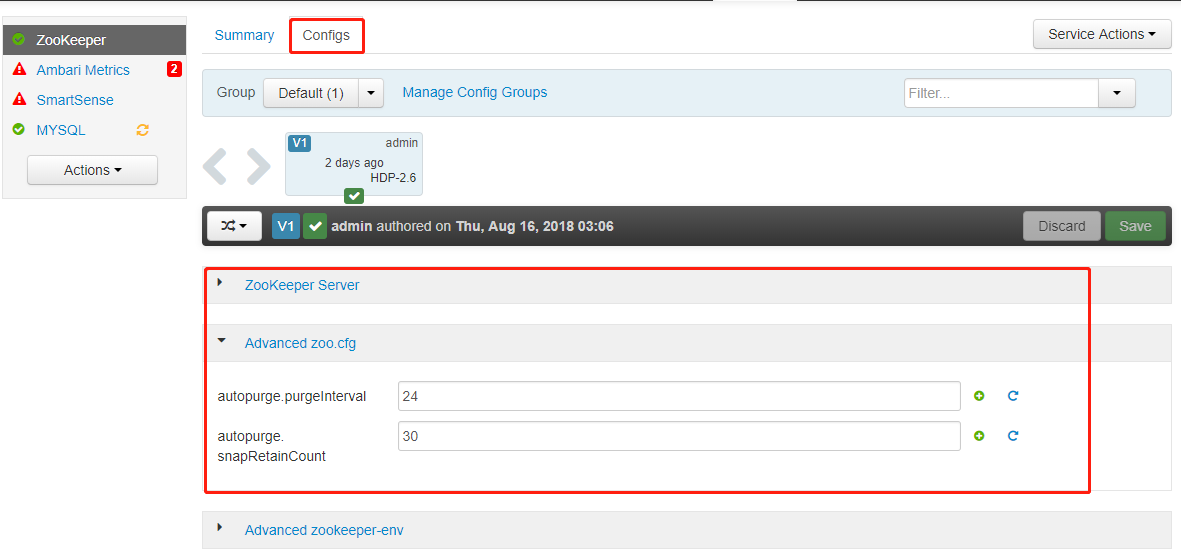 ZooKeeper
Ambari Metrics 2
SmartSense
MYSQL
Actions
Summary Configs Service Actions
Group Default (1) Manage Config Groups Filter...
V1 admin
2 days ago
HDP-2.6
V1 admin authored on Thu, Aug 16, 2018 03:06 Discard Save
ZooKeeper Server
Advanced zoo.cfg
autopurge.purgeInterval 24
autopurge. 30
snapRetainCount
Advanced zookeeper-env